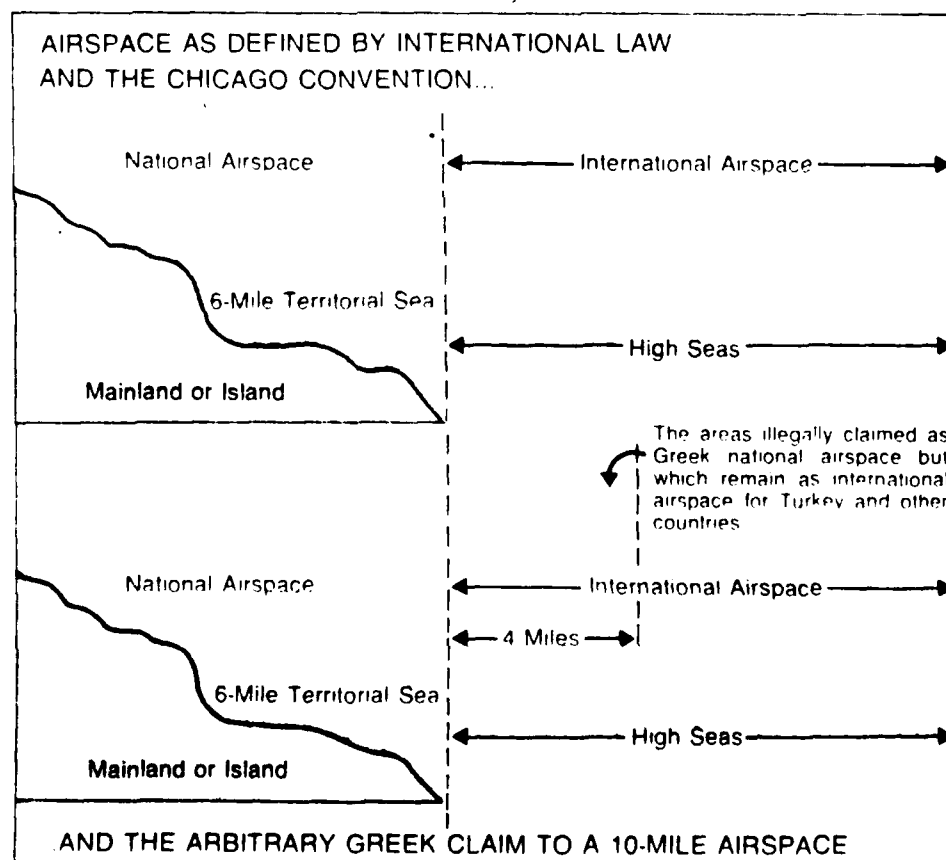 AIRSPACE AS DEFINED BY INTERNATIONAL LAW
AND THE CHICAGO CONVENTION...
National Airspace
International Airspace
6-Mile Territorial Sea
High Seas
Mainland or Island
The areas illegally claimed as
Greek national airspace but
which remain as international
airspace for Turkey and other
countries
National Airspace
International Airspace
4 Miles
6-Mile Territorial Sea
High Seas
Mainland or Island
AND THE ARBITRARY GREEK CLAIM TO A 10-MILE AIRSPACE